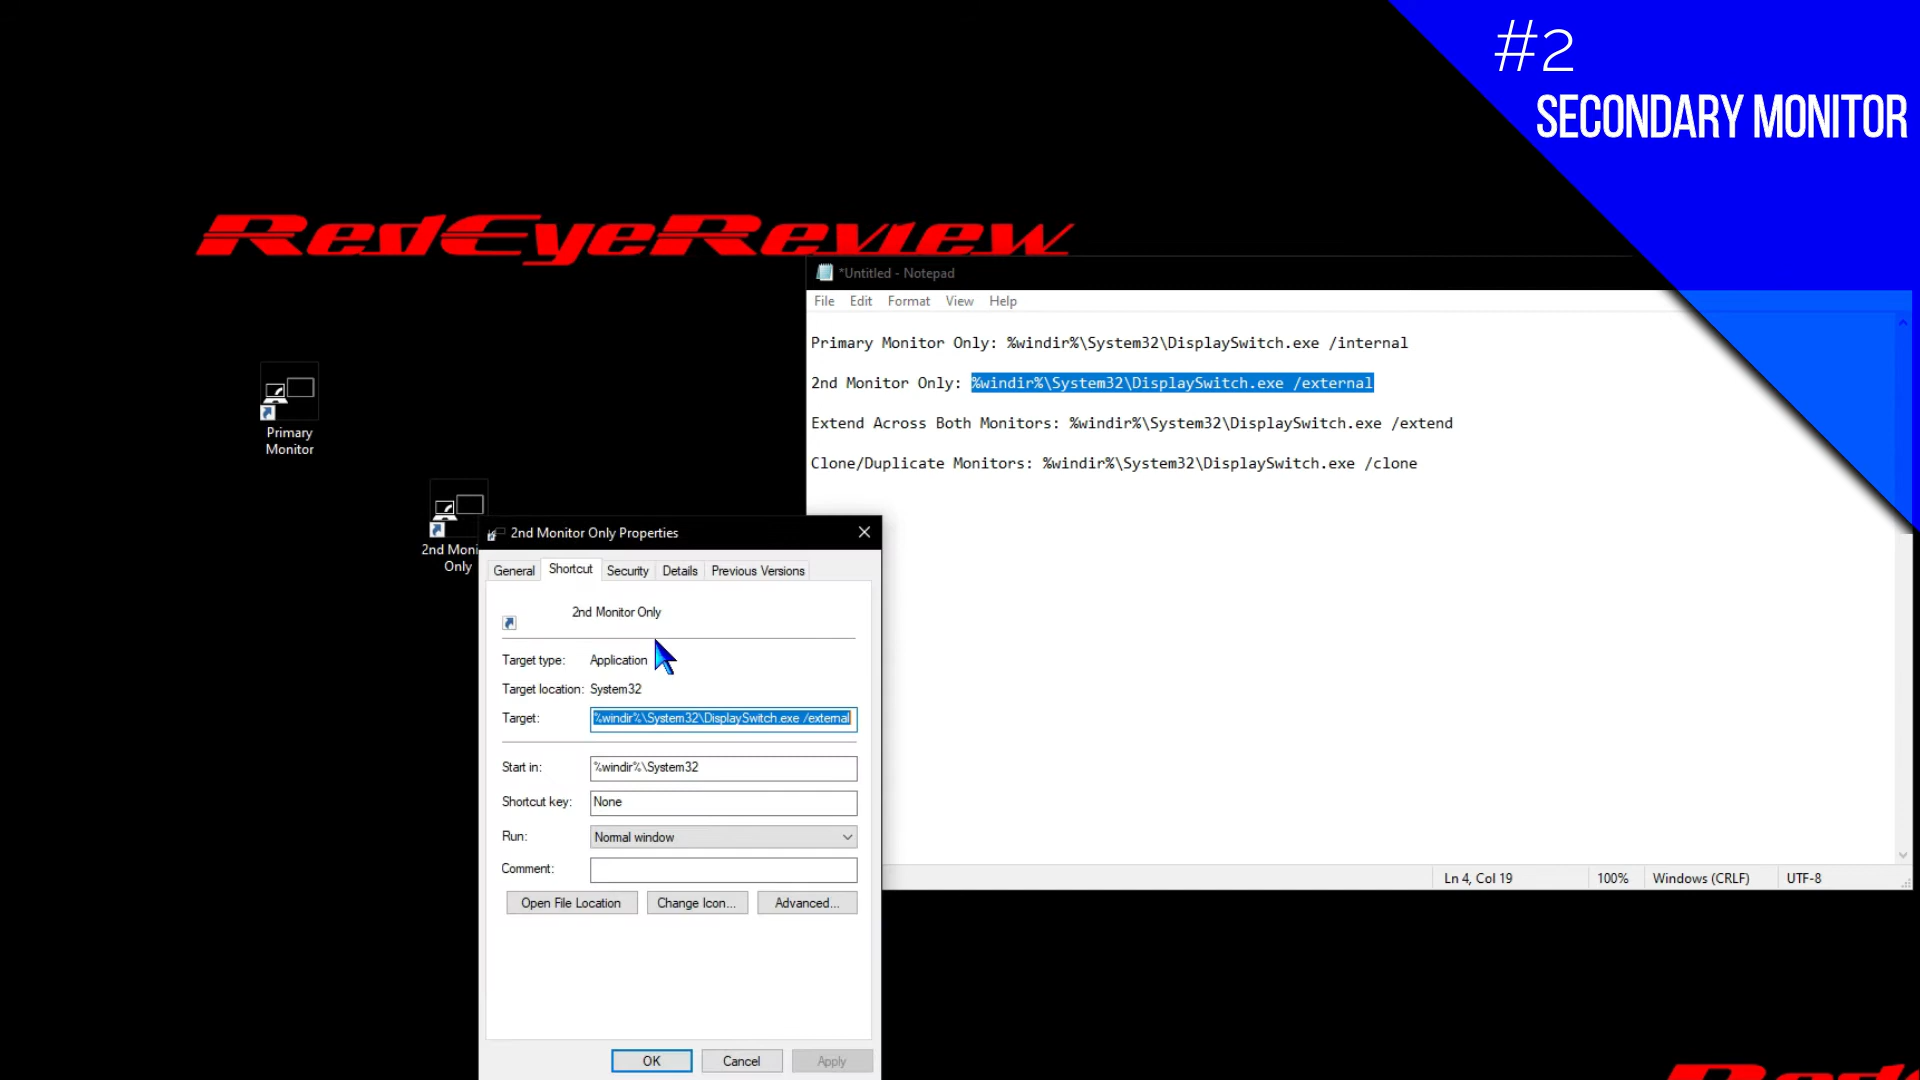 #2
SECONDARY MONITOR
RedEyeReview
*Untitled - Notepad
File Edit Format View Help
Primary Monitor Only: %windir%\System32\DisplaySwitch.exe /internal
2nd Monitor Only: %windir%\System32\DisplaySwitch.exe /external
Extend Across Both Monitors: %windir%\System32\DisplaySwitch.exe /extend
Clone/Duplicate Monitors: %windir%\System32\DisplaySwitch.exe /clone
Ln 4, Col 19 100% Windows (CRLF) UTF-8
Primary
Monitor
2nd Moni
Only
2nd Monitor Only Properties
General Shortcut Security Details Previous Versions
2nd Monitor Only
Target type: Application
Target location: System32
Target: %windir%\System32\DisplaySwitch.exe /external
Start in: %windir%\System32
Shortcut key: None
Run: Normal window
Comment:
Open File Location Change Icon... Advanced...
OK Cancel Apply